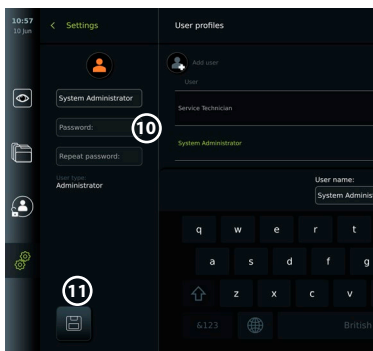 10:57
10 Jun
Settings
User profiles
Add user
User
System Administrator
Service Technician
Password:
10
System Administrator
Repeat password:
User type:
Administrator
User name:
System Adminis
q w e r t
a s d f g
11
z x c v
&123
British